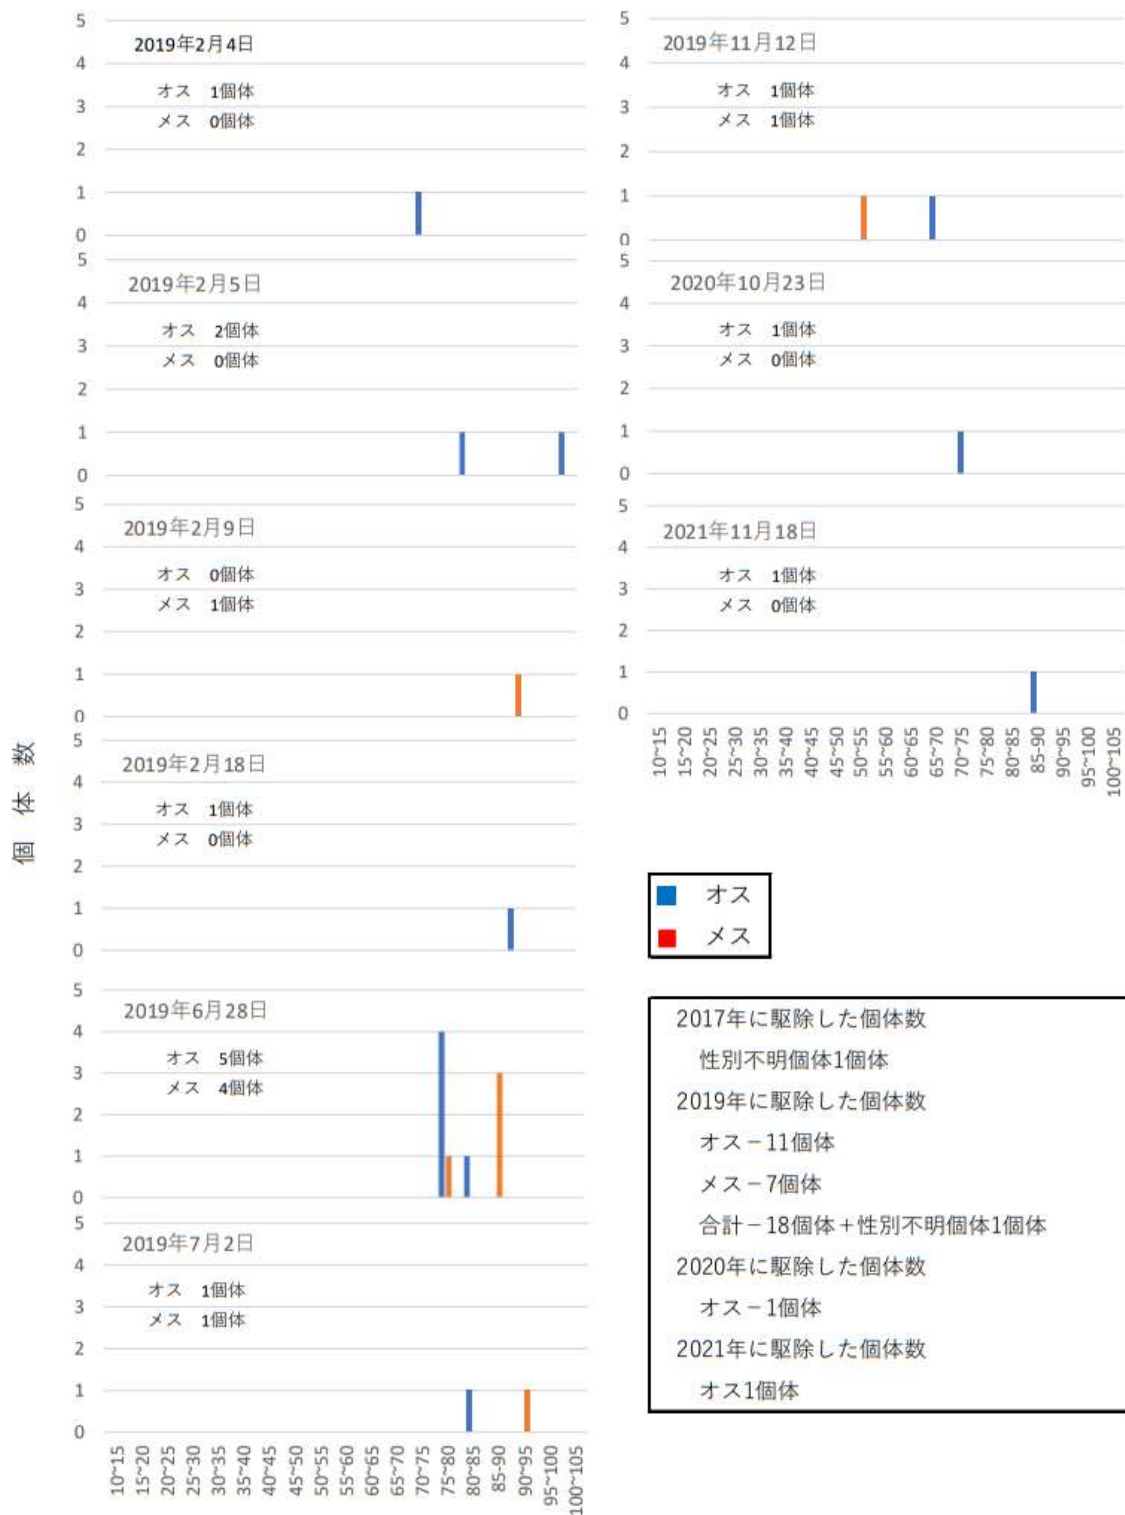 個体数
5
2019年2月4日
4
オス 1個体
3
メス 0個体
2
1
0
5
2019年2月5日
4
オス 2個体
3
メス 0個体
2
1
0
5
2019年2月9日
4
オス 0個体
3
メス 1個体
2
1
0
5
2019年2月18日
4
オス 1個体
3
メス 0個体
2
1
0
5
2019年6月28日
4
オス 5個体
3
メス 4個体
2
1
0
5
2019年7月2日
4
オス 1個体
3
メス 1個体
2
1
0
10~15
15~20
20~25
25~30
30~35
35~40
40~45
45~50
50~55
55~60
60~65
65~70
70~75
75~80
80~85
85-90
90~95
95~100
100~105
5
2019年11月12日
4
オス 1個体
3
メス 1個体
2
1
0
5
2020年10月23日
4
オス 1個体
3
メス 0個体
2
1
0
5
2021年11月18日
4
オス 1個体
3
メス 0個体
2
1
0
10~15
15~20
20~25
25~30
30~35
35~40
40~45
45~50
50~55
55~60
60~65
65~70
70~75
75~80
80~85
85-90
90~95
95~100
100~105
オス
メス
2017年に駆除した個体数
性別不明個体1個体
2019年に駆除した個体数
オス－11個体
メス－7個体
合計－18個体＋性別不明個体1個体
2020年に駆除した個体数
オス－1個体
2021年に駆除した個体数
オス1個体